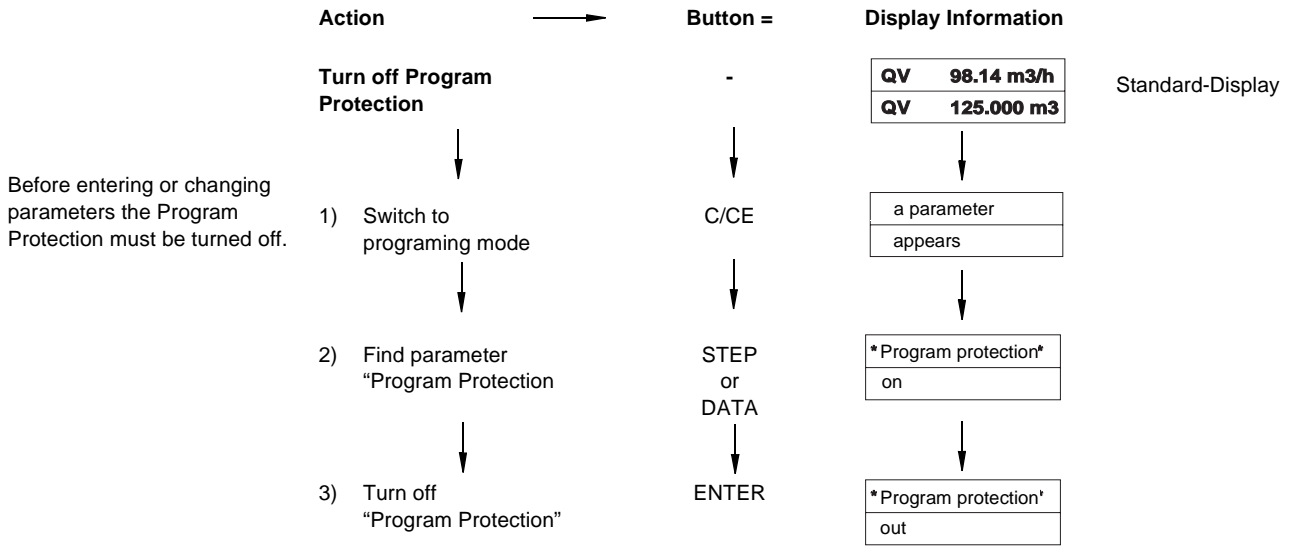 Action Button = Display Information
Turn off Program - QV 98.14 m3/h Standard-Display
Protection QV 125.000 m3
Before entering or changing
parameters the Program
Protection must be turned off.
1) Switch to C/CE a parameter
programing mode appears
2) Find parameter STEP *Program protection*
“Program Protection or on
DATA
3) Turn off ENTER *Program protection'
“Program Protection” out